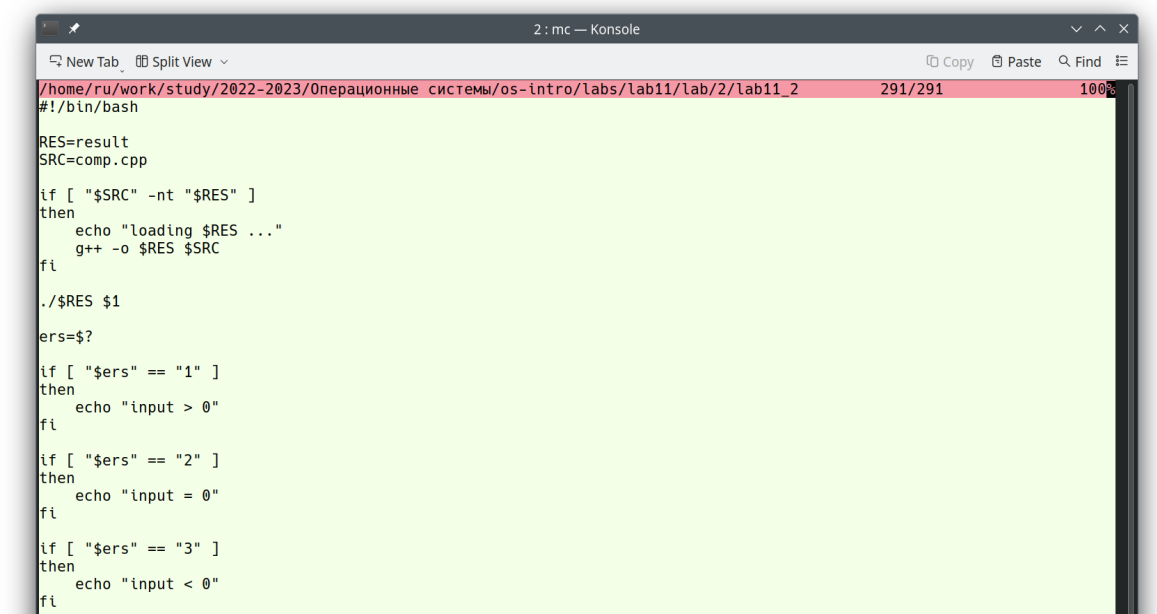 2 : mc — Konsole
New Tab Split View Copy Paste Find
/home/ru/work/study/2022-2023/Операционные системы/os-intro/labs/lab11/lab/2/lab11_2 291/291 100%
#!/bin/bash
RES=result
SRC=comp.cpp
if [ "$SRC" -nt "$RES" ]
then
    echo "loading $RES ..."
    g++ -o $RES $SRC
fi
./$RES $1
ers=$?
if [ "$ers" == "1" ]
then
    echo "input > 0"
fi
if [ "$ers" == "2" ]
then
    echo "input = 0"
fi
if [ "$ers" == "3" ]
then
    echo "input < 0"
fi